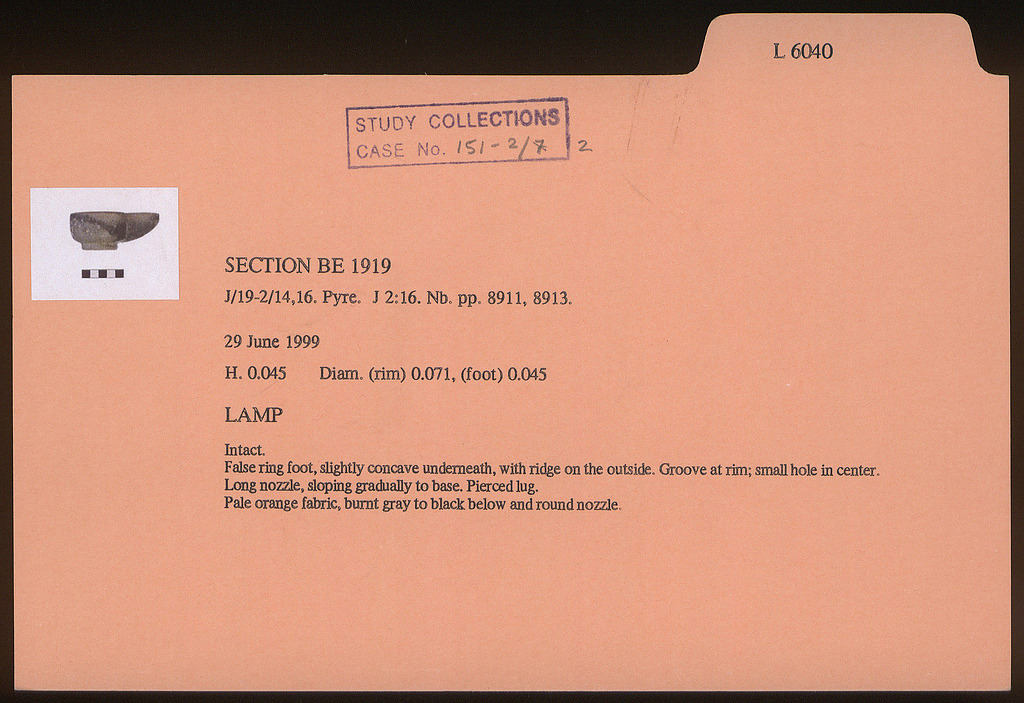 L 6040
STUDY COLLECTIONS
CASE No. 151-2/7 2
SECTION BE 1919
J/19-2/14,16. Pyre. J 2:16. Nb. pp. 8911, 8913.
29 June 1999
H. 0.045 Diam. (rim) 0.071, (foot) 0.045
LAMP
Intact.
False ring foot, slightly concave underneath, with ridge on the outside. Groove at rim; small hole in center.
Long nozzle, sloping gradually to base. Pierced lug.
Pale orange fabric, burnt gray to black below and round nozzle.